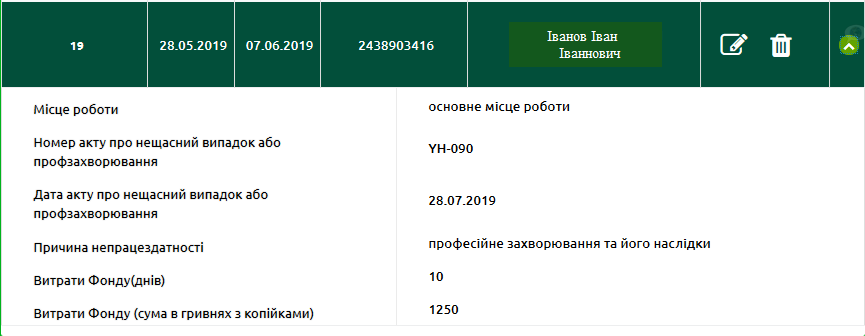 19 28.05.2019 07.06.2019 2438903416 Іванов Іван
Іваннович
Місце роботи основне місце роботи
Номер акту про нещасний випадок або
профзахворювання YH-090
Дата акту про нещасний випадок або
профзахворювання 28.07.2019
Причина непрацездатності професійне захворювання та його наслідки
Витрати Фонду(днів) 10
Витрати Фонду (сума в гривнях з копійками) 1250